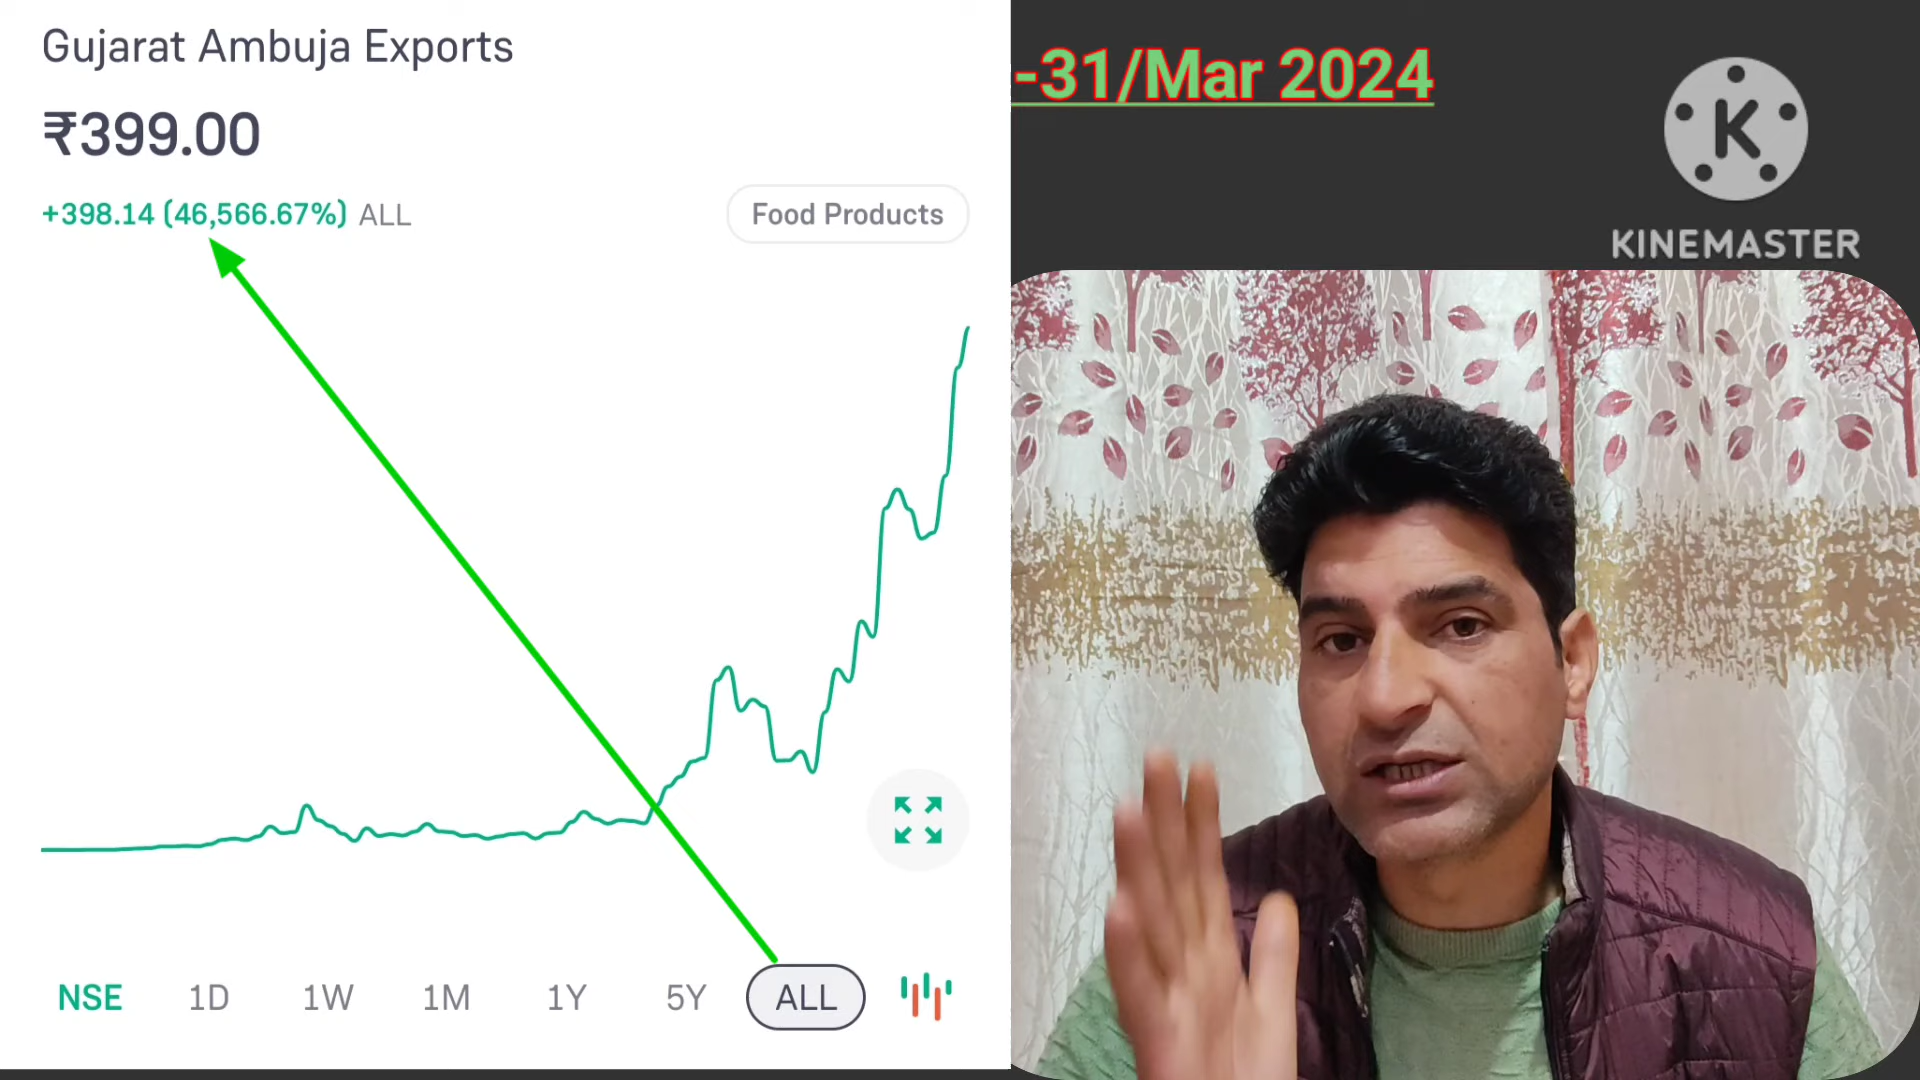 Gujarat Ambuja Exports
₹399.00
+398.14 (46,566.67%) ALL
Food Products
NSE 1D 1W 1M 1Y 5Y ALL
-31/Mar 2024
K
KINEMASTER